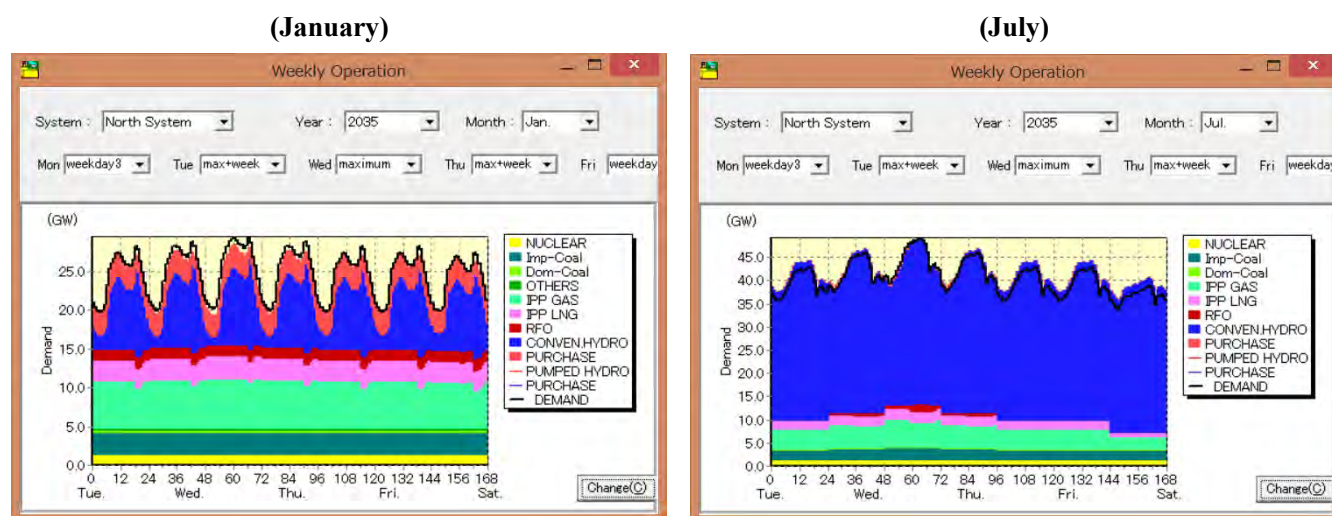 (January)
Weekly Operation
System : North System Year : 2035 Month : Jan.
Mon weekday3 Tue max+week Wed maximum Thu max+week Fri weekday
(GW)
Demand
25.0
20.0
15.0
10.0
5.0
0.0
0 12 24 36 48 60 72 84 96 108 120 132 144 156 168
Tue. Wed. Thu. Fri. Sat.
NUCLEAR
Imp-Coal
Dom-Coal
OTHERS
IPP GAS
IPP LNG
RFO
CONVEN.HYDRO
PURCHASE
PUMPED HYDRO
PURCHASE
DEMAND
Change(C)
(July)
Weekly Operation
System : North System Year : 2035 Month : Jul.
Mon weekday3 Tue max+week Wed maximum Thu max+week Fri weekday
(GW)
Demand
45.0
40.0
35.0
30.0
25.0
20.0
15.0
10.0
5.0
0.0
0 12 24 36 48 60 72 84 96 108 120 132 144 156 168
Tue. Wed. Thu. Fri. Sat.
NUCLEAR
Imp-Coal
Dom-Coal
OTHERS
IPP GAS
IPP LNG
RFO
CONVEN.HYDRO
PURCHASE
PUMPED HYDRO
PURCHASE
DEMAND
Change(C)